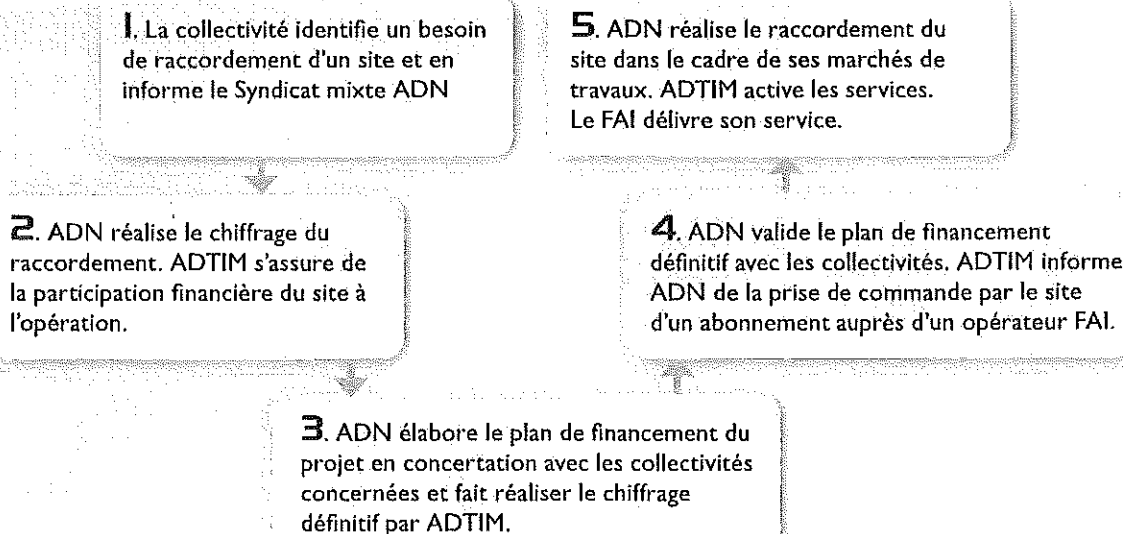 1. La collectivité identifie un besoin
de raccordement d'un site et en
informe le Syndicat mixte ADN
2. ADN réalise le chiffrage du
raccordement. ADTIM s'assure de
la participation financière du site à
l'opération.
3. ADN élabore le plan de financement du
projet en concertation avec les collectivités
concernées et fait réaliser le chiffrage
définitif par ADTIM.
4. ADN valide le plan de financement
définitif avec les collectivités. ADTIM informe
ADN de la prise de commande par le site
d'un abonnement auprès d'un opérateur FAI.
5. ADN réalise le raccordement du
site dans le cadre de ses marchés de
travaux. ADTIM active les services.
Le FAI délivre son service.